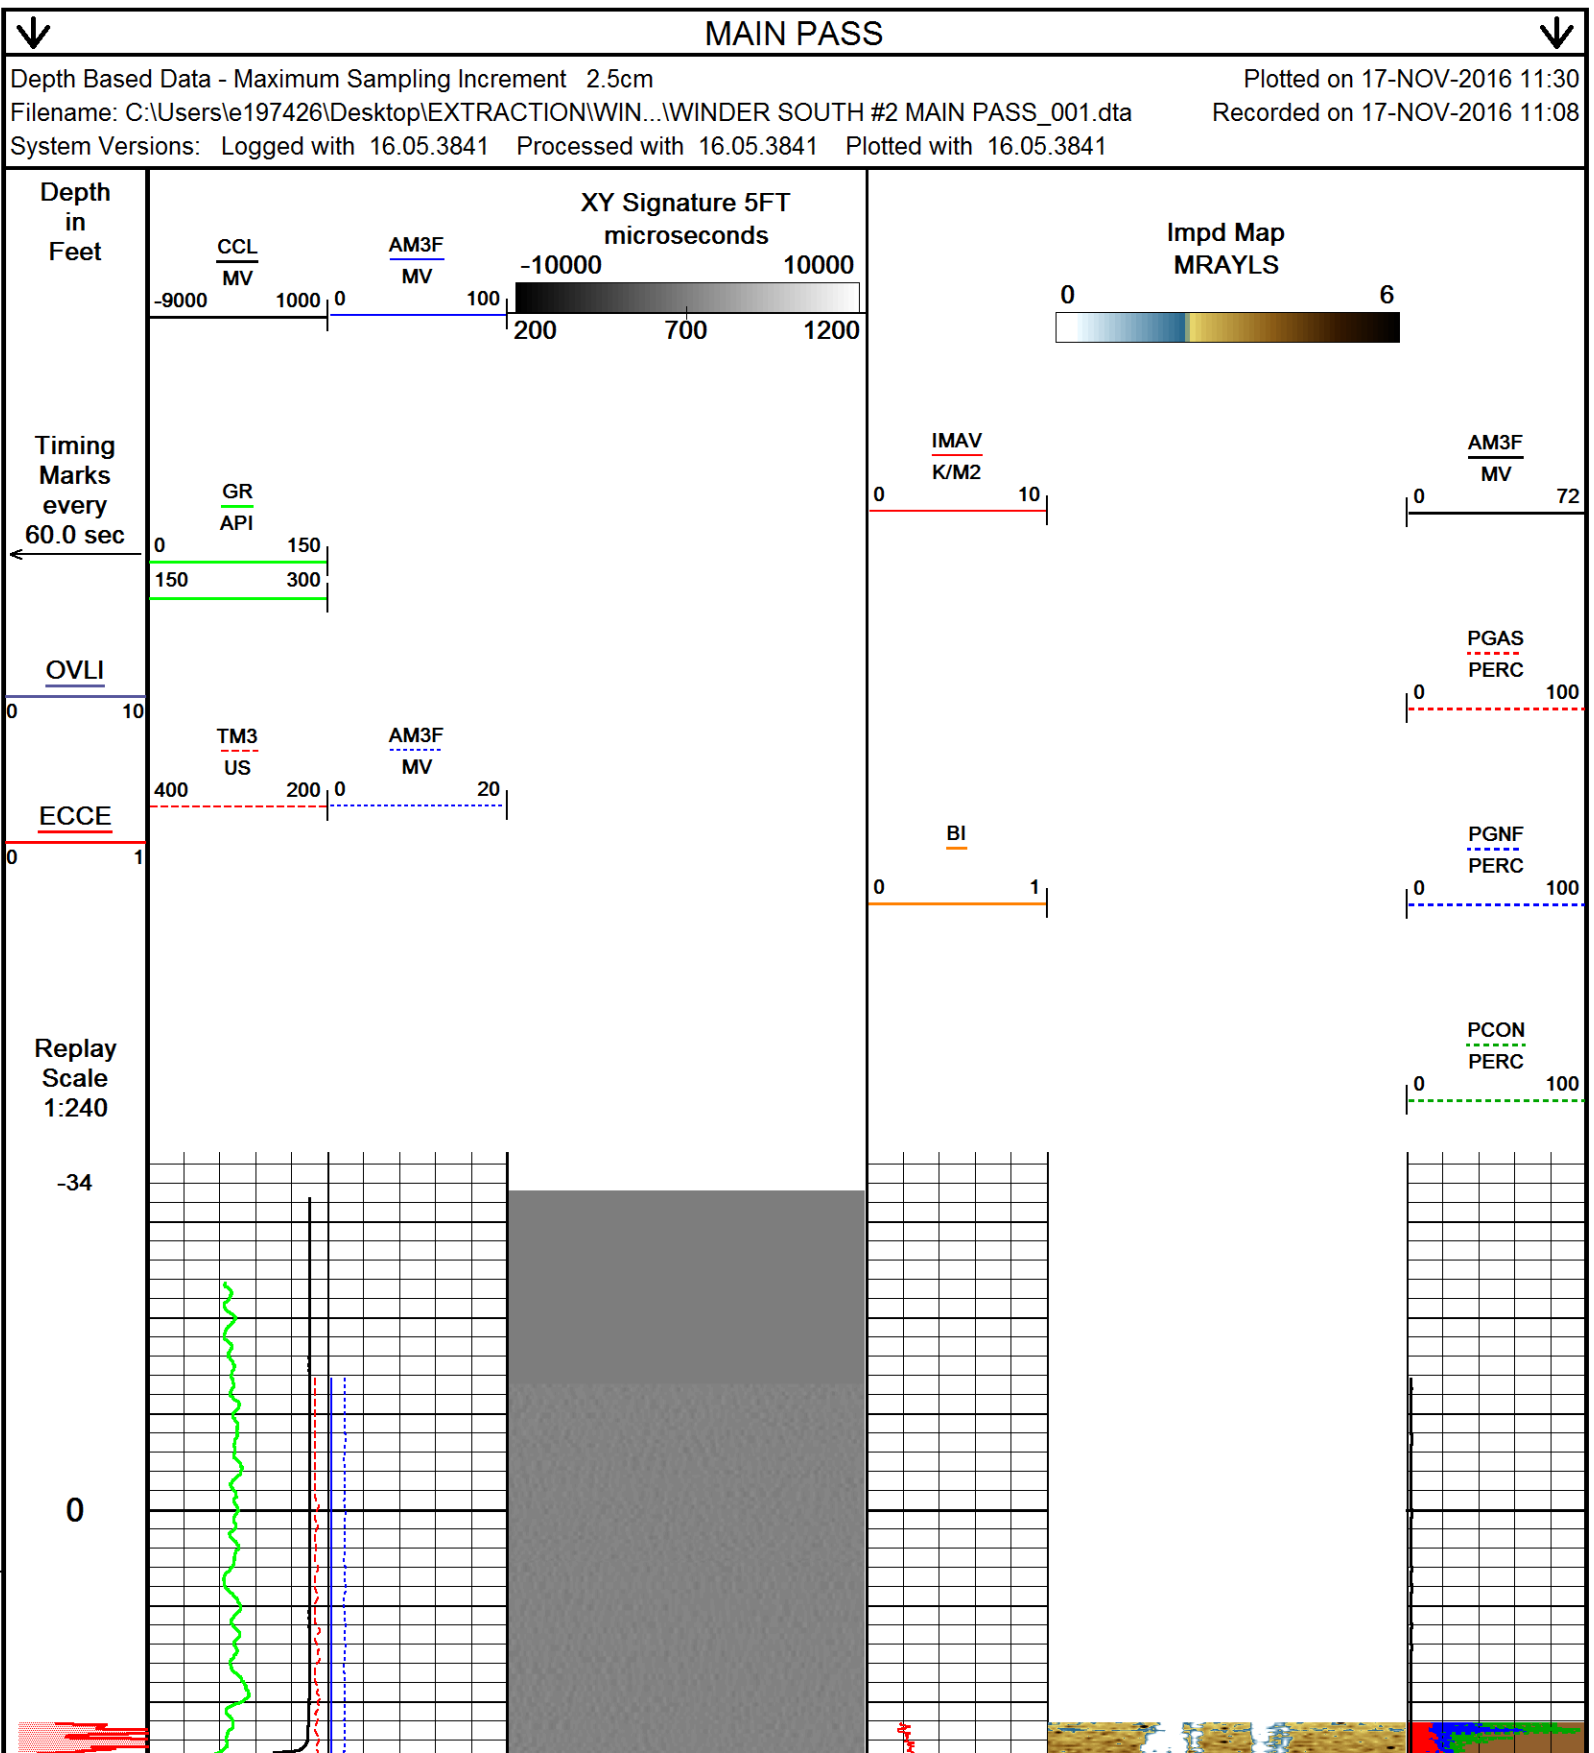 MAIN PASS
Depth Based Data - Maximum Sampling Increment 2.5cm
Plotted on 17-NOV-2016 11:30
Filename: C:\Users\e197426\Desktop\EXTRACTION\WIN...\WINDER SOUTH #2 MAIN PASS_001.dta
Recorded on 17-NOV-2016 11:08
System Versions: Logged with 16.05.3841 Processed with 16.05.3841 Plotted with 16.05.3841
Depth
in
Feet
Timing
Marks
every
60.0 sec
OVLI
0 10
ECCE
0 1
Replay
Scale
1:240
-34
0
CCL
MV
-9000 1000
GR
API
0 150
150 300
TM3
US
400 200
AM3F
MV
0 100
AM3F
MV
0 20
XY Signature 5FT
microseconds
-10000 10000
200 700 1200
IMAV
K/M2
0 10
BI
0 1
Impd Map
MRAYLS
0 6
AM3F
MV
0 72
PGAS
PERC
0 100
PGNF
PERC
0 100
PCON
PERC
0 100